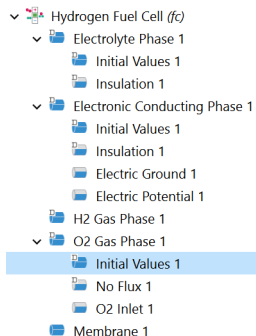 Hydrogen Fuel Cell (fc)
Electrolyte Phase 1
Initial Values 1
Insulation 1
Electronic Conducting Phase 1
Initial Values 1
Insulation 1
Electric Ground 1
Electric Potential 1
H2 Gas Phase 1
O2 Gas Phase 1
Initial Values 1
No Flux 1
O2 Inlet 1
Membrane 1